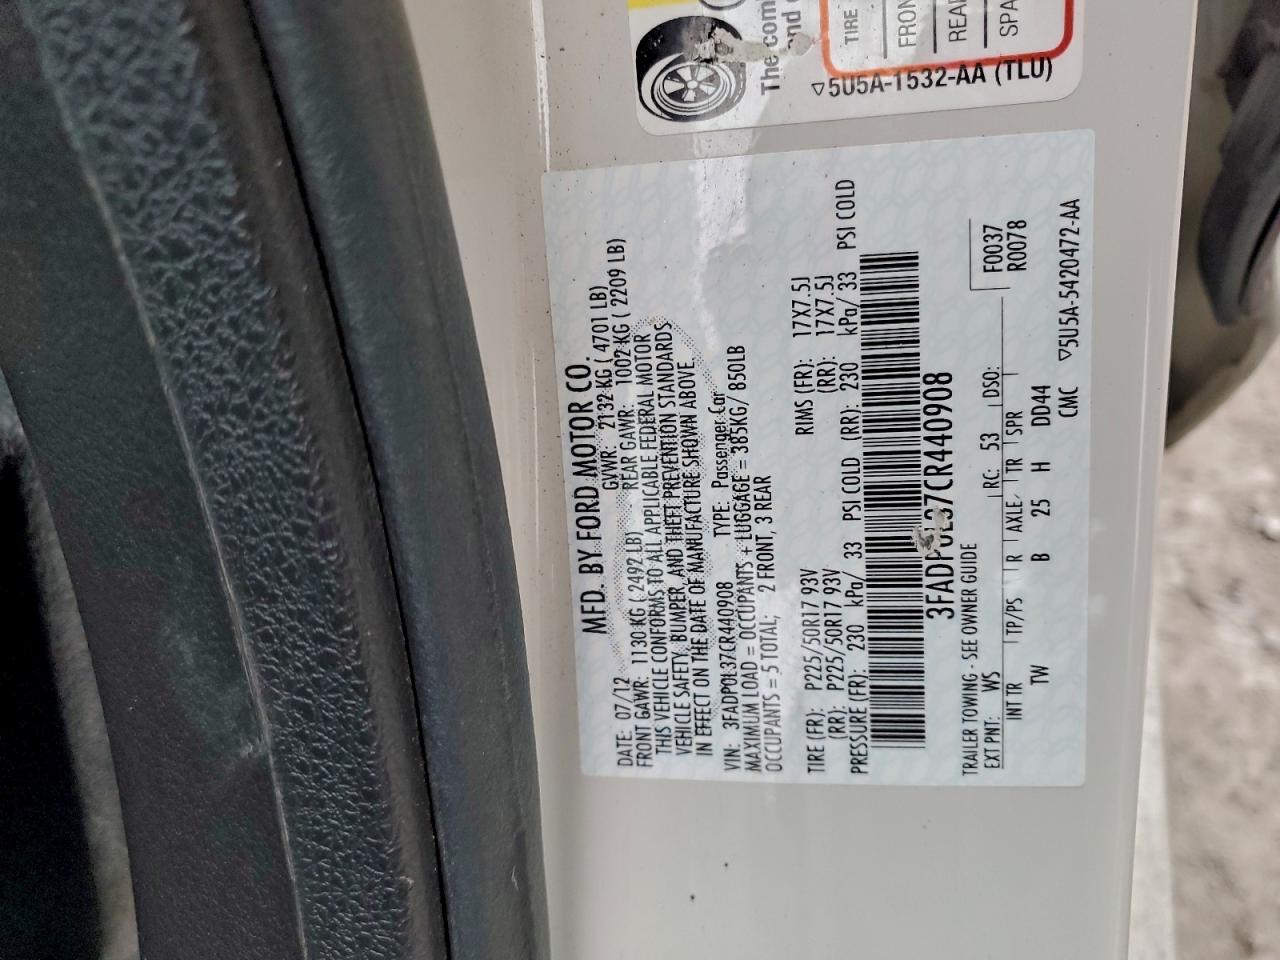 The com
nd
TIRE
FRON
REAR
SPA
▽5U5A-1532-AA (TLU)
MFD. BY FORD MOTOR CO.
DATE: 07/12 GVWR: 2132 KG ( 4701 LB)
FRONT GAWR: 1130 KG ( 2492 LB) REAR GAWR: 1002 KG ( 2209 LB)
THIS VEHICLE CONFORMS TO ALL APPLICABLE FEDERAL MOTOR
VEHICLE SAFETY, BUMPER, AND THEFT PREVENTION STANDARDS
IN EFFECT ON THE DATE OF MANUFACTURE SHOWN ABOVE.
VIN: 3FADP0L37CR440908 TYPE: Passenger Car
MAXIMUM LOAD = OCCUPANTS + LUGGAGE = 385KG/ 850LB
OCCUPANTS = 5 TOTAL; 2 FRONT, 3 REAR
TIRE (FR): P225/50R17 93V RIMS (FR): 17X7.5J
(RR): P225/50R17 93V (RR): 17X7.5J
PRESSURE (FR): 230 kPa/ 33 PSI COLD (RR): 230 kPa/ 33 PSI COLD
3FADP0L37CR440908
TRAILER TOWING - SEE OWNER GUIDE
EXT PNT: WS RC: 53 DSO: F0037
R0078
INT TR TP/PS R AXLE TR SPR
TW B 25 H DD44
CMC ▽5U5A-5420472-AA